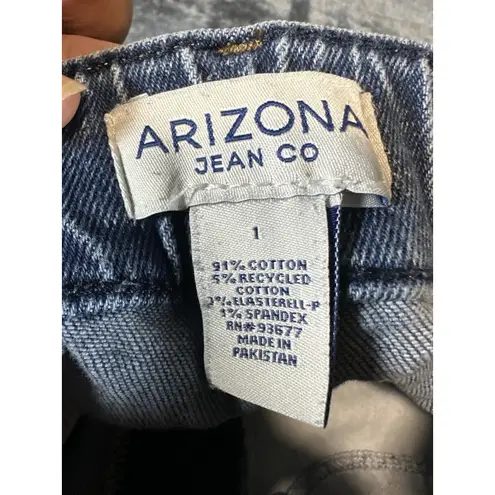 ARIZONA
JEAN CO
1
91% COTTON
5% RECYCLED
COTTON
3% ELASTERELL-P
1% SPANDEX
RN# 93677
MADE IN
PAKISTAN